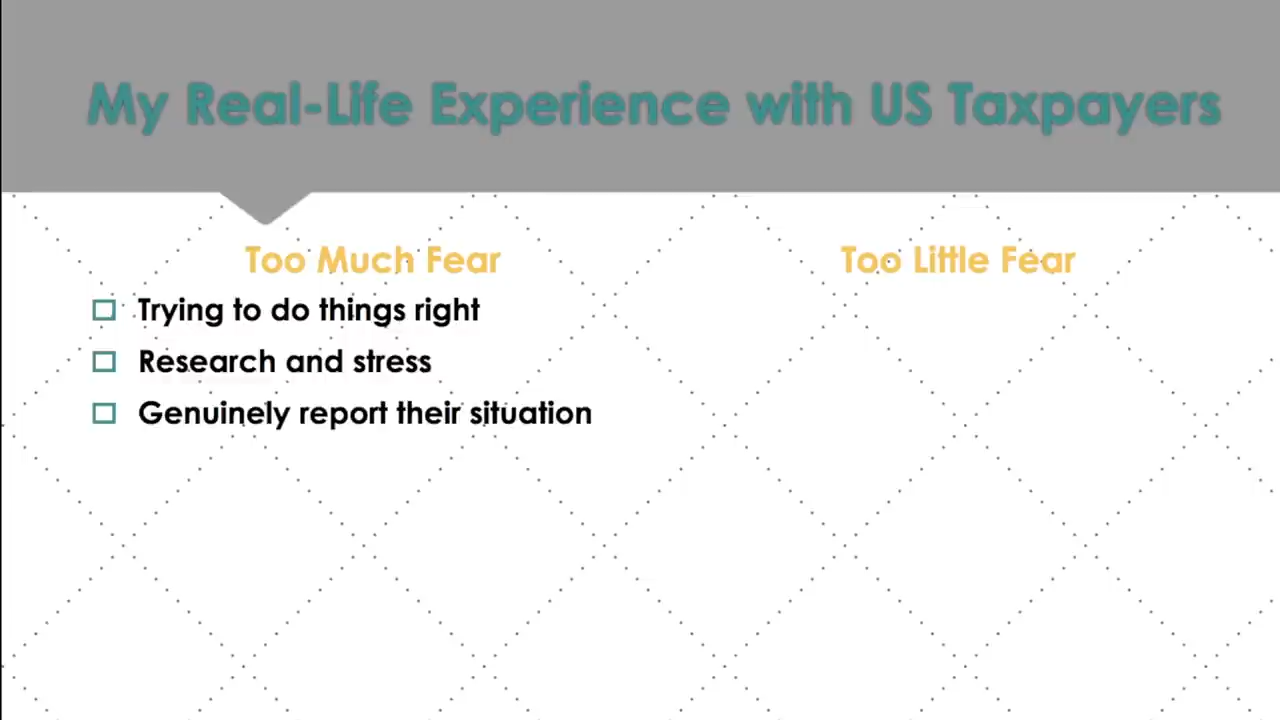 My Real-Life Experience with US Taxpayers
Too Much Fear
Trying to do things right
Research and stress
Genuinely report their situation
Too Little Fear